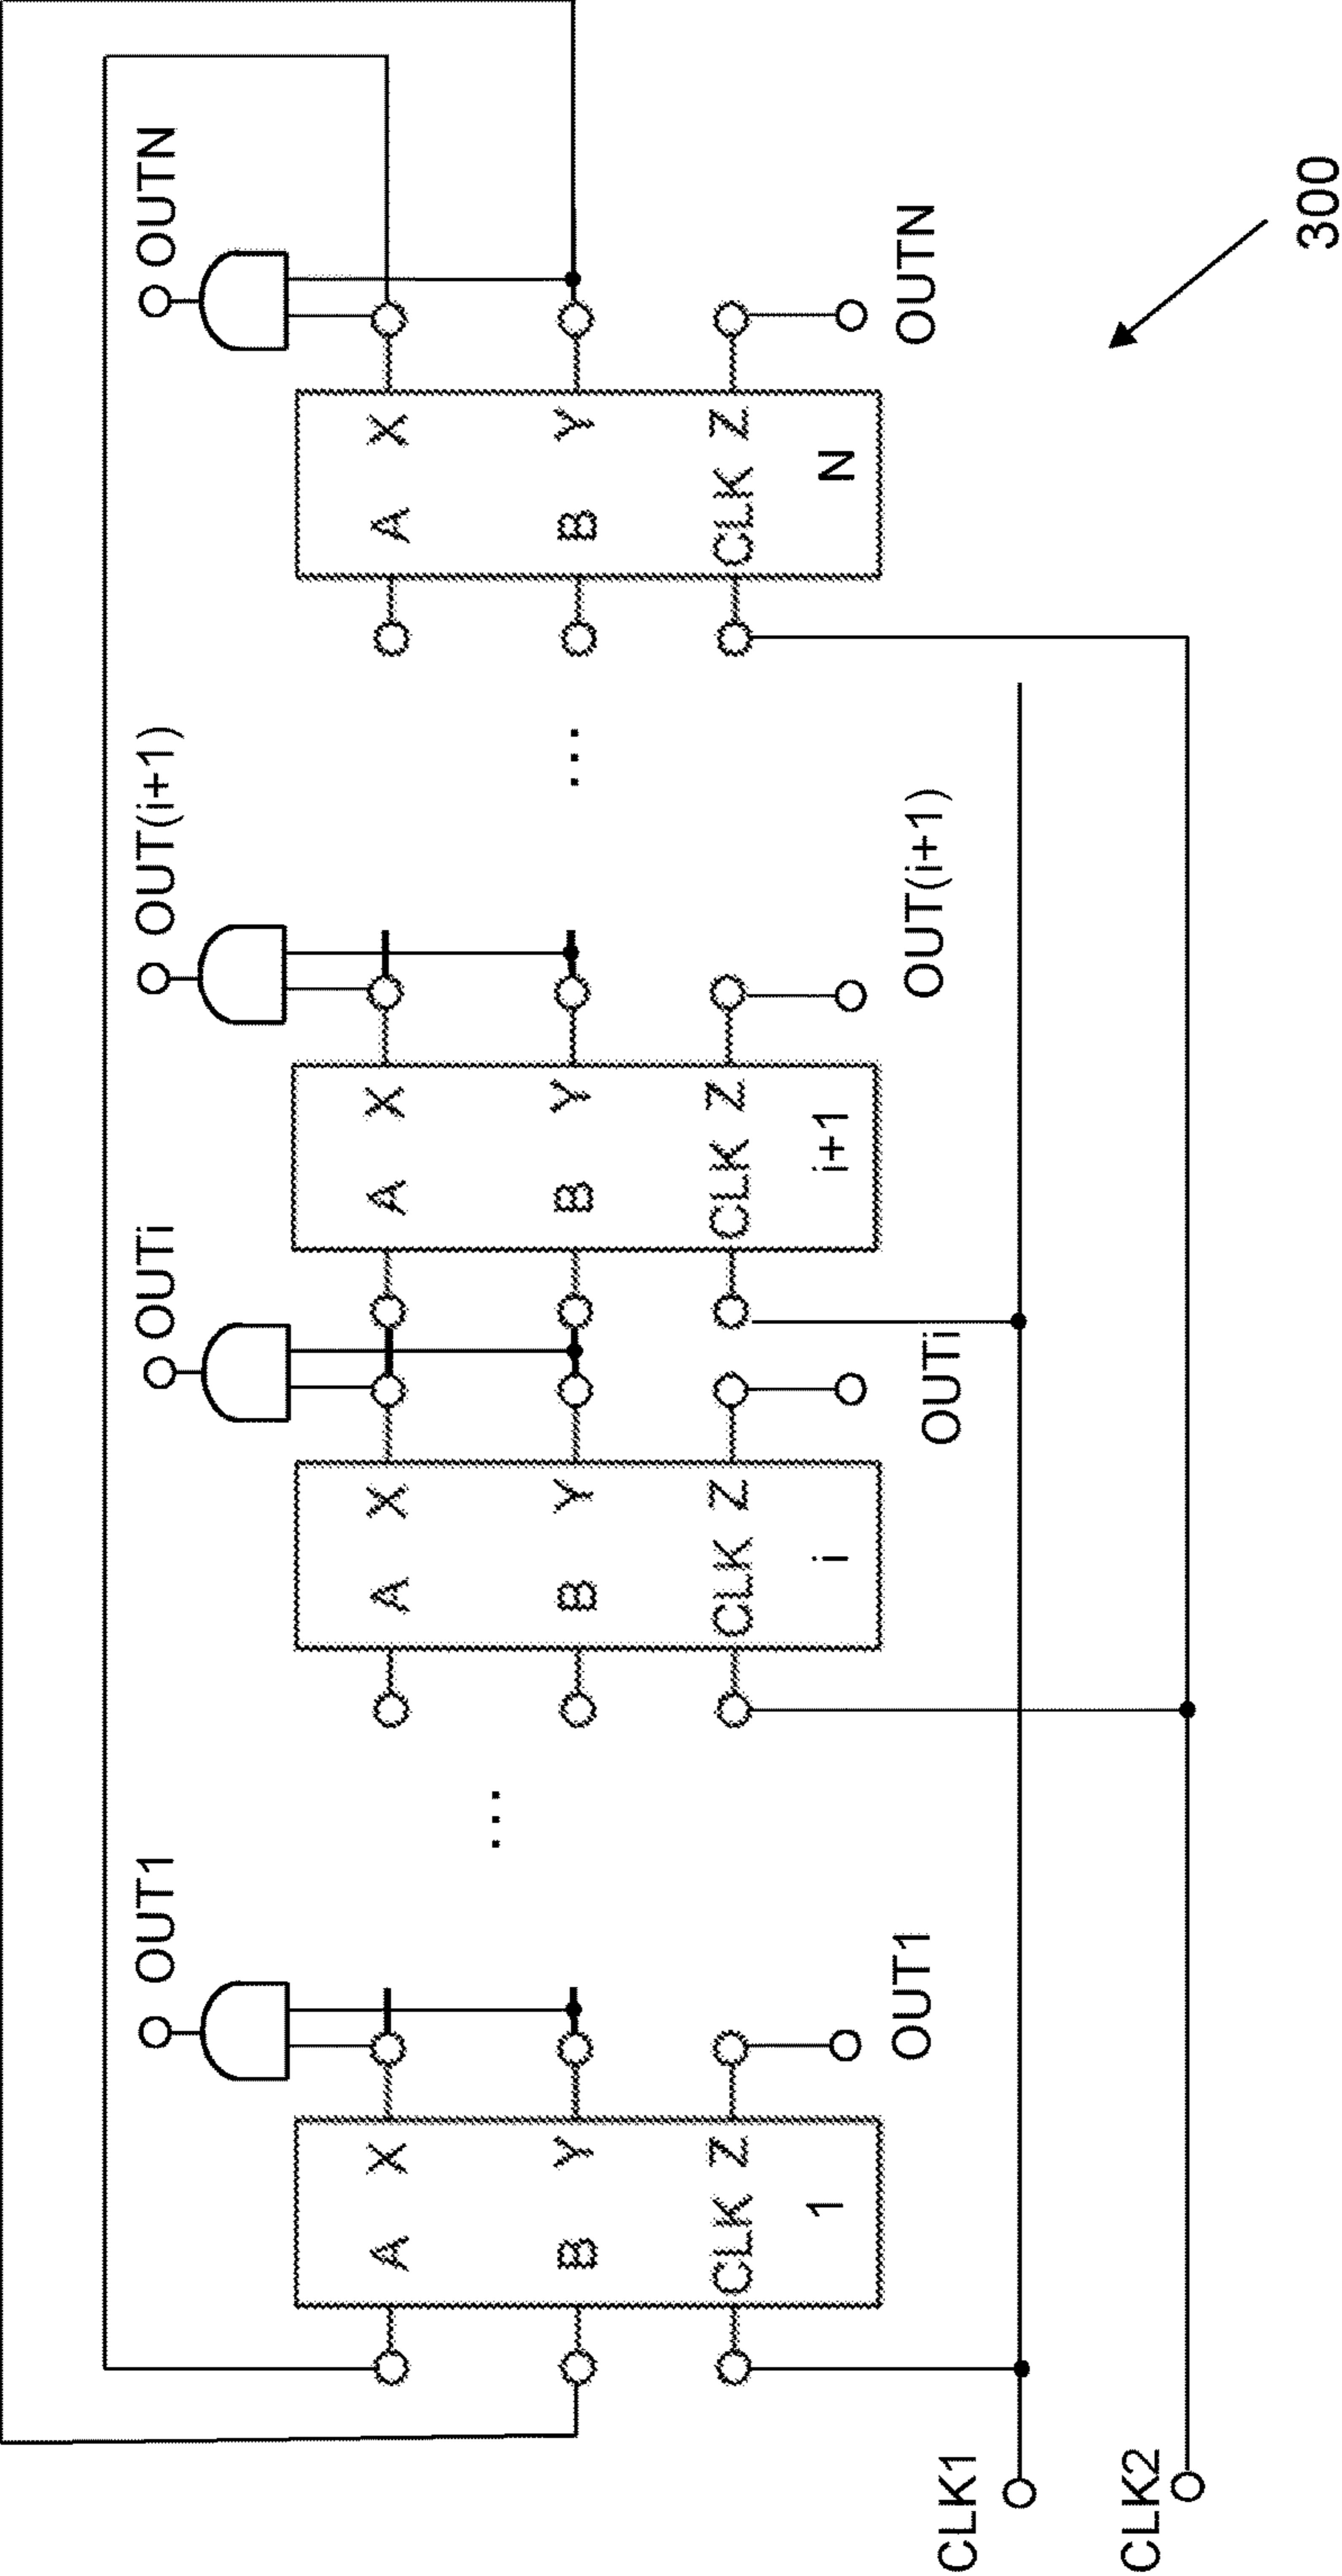 OUT1
OUTi
OUT(i+1)
OUTN
A X
B Y
CLK Z
1
A X
B Y
CLK Z
i
A X
B Y
CLK Z
i+1
A X
B Y
CLK Z
N
...
...
OUT1
OUTi
OUT(i+1)
OUTN
CLK1
CLK2
300